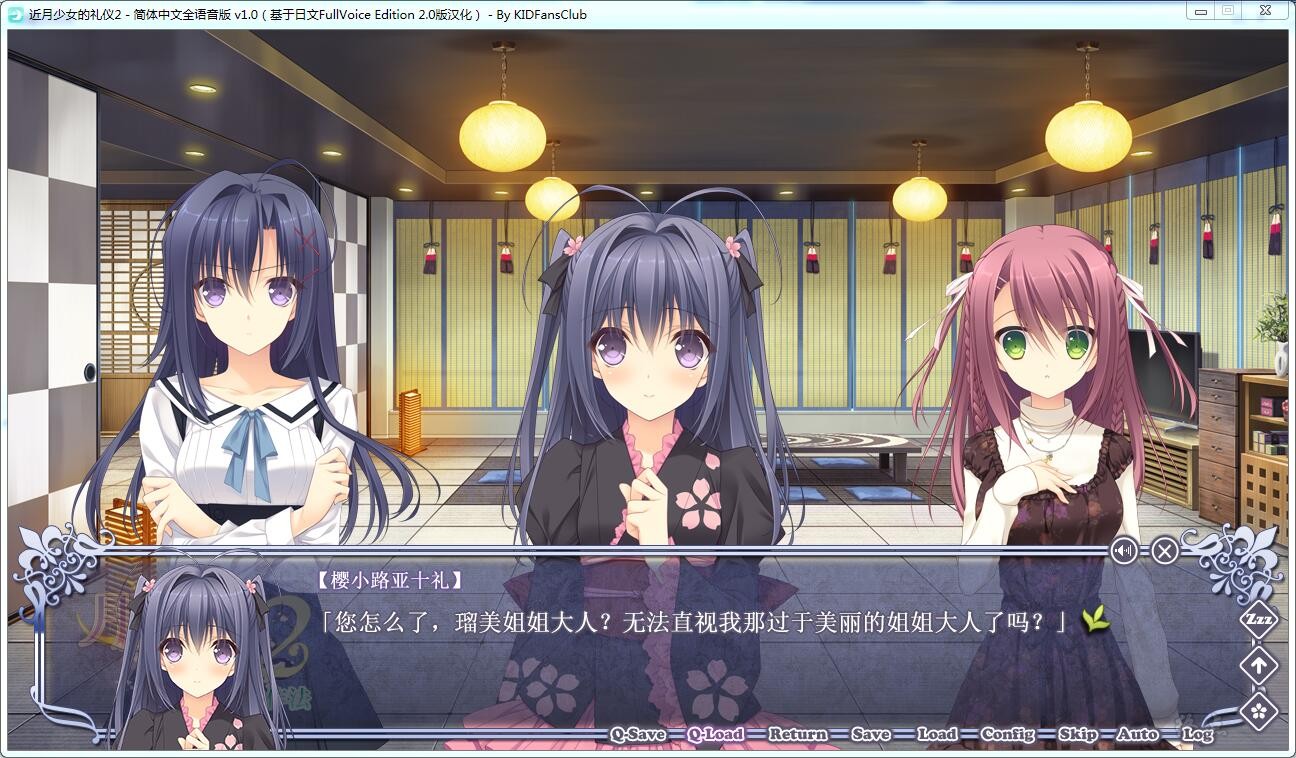 近月少女的礼仪2 - 简体中文全语音版 v1.0（基于日文FullVoice Edition 2.0版汉化） - By KIDFansClub
【樱小路亚十礼】
「您怎么了，瑠美姐姐大人？无法直视我那过于美丽的姐姐大人了吗？」
Zzz
Q-Save Q-Load Return Save Load Config Skip Auto Log